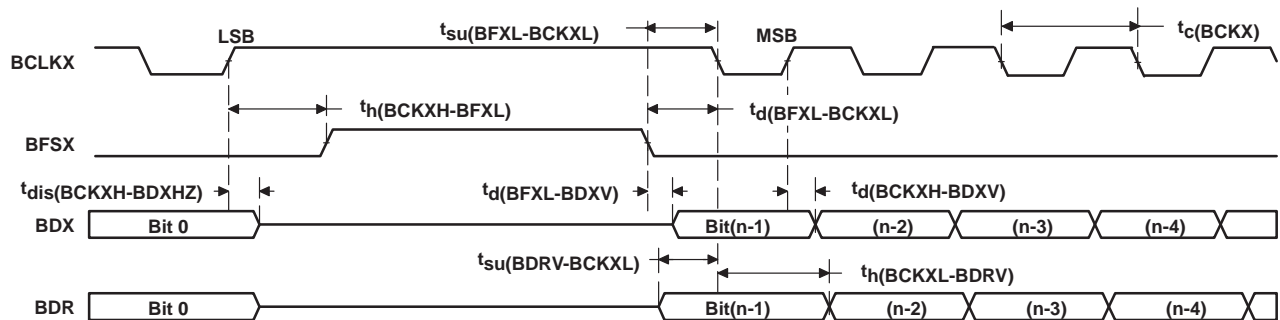 LSB
tsu(BFXL-BCKXL)
MSB
tc(BCKX)
BCLKX
th(BCKXH-BFXL)
td(BFXL-BCKXL)
BFSX
tdis(BCKXH-BDXHZ)
td(BFXL-BDXV)
td(BCKXH-BDXV)
BDX
Bit 0
Bit(n-1)
(n-2)
(n-3)
(n-4)
tsu(BDRV-BCKXL)
th(BCKXL-BDRV)
BDR
Bit 0
Bit(n-1)
(n-2)
(n-3)
(n-4)